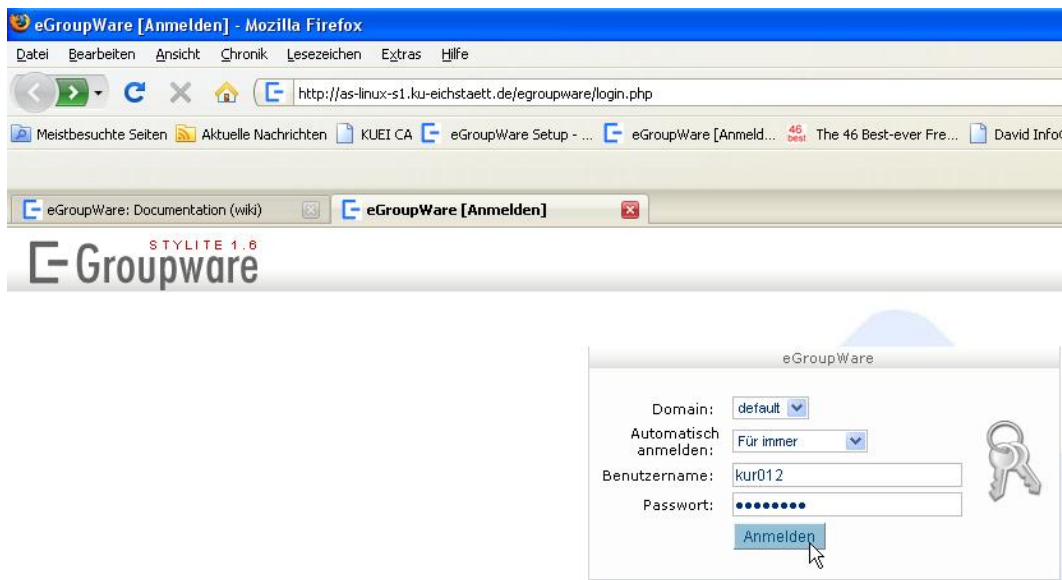 eGroupWare [Anmelden] - Mozilla Firefox
Datei Bearbeiten Ansicht Chronik Lesezeichen Extras Hilfe
http://as-linux-s1.ku-eichstaett.de/egroupware/login.php
Meistbesuchte Seiten Aktuelle Nachrichten KUEI CA eGroupWare Setup - ... eGroupWare [Anmeld... 46 best The 46 Best-ever Fre... David Info
eGroupWare: Documentation (wiki) eGroupWare [Anmelden]
STYLITE 1.6
E-Groupware
eGroupWare
Domain: default
Automatisch anmelden: Für immer
Benutzername: kur012
Passwort: ●●●●●●●●
Anmelden